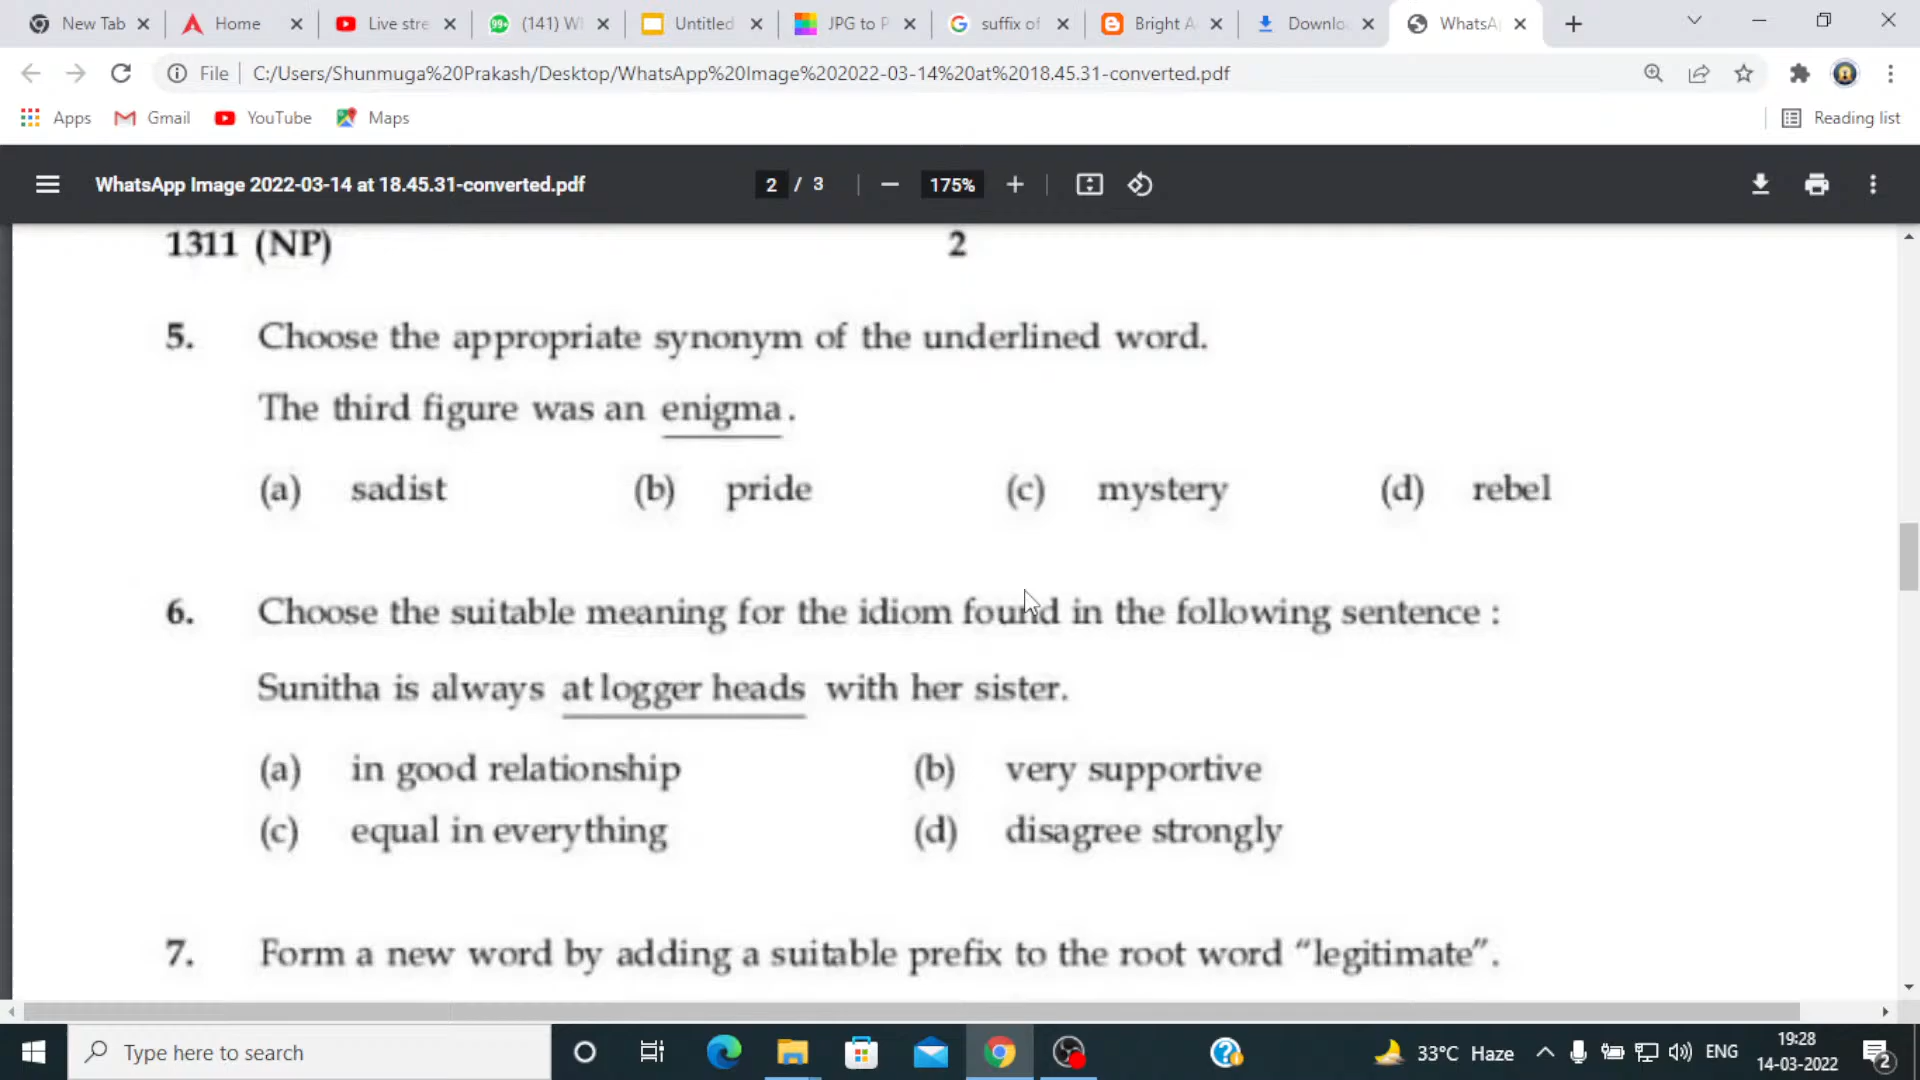 New Tab Home Live stre (141) W Untitled JPG to P suffix of Bright A Downlo WhatsA
File C:/Users/Shunmuga%20Prakash/Desktop/WhatsApp%20Image%202022-03-14%20at%2018.45.31-converted.pdf
Apps Gmail YouTube Maps Reading list
WhatsApp Image 2022-03-14 at 18.45.31-converted.pdf 2 / 3 175%
1311 (NP) 2
5. Choose the appropriate synonym of the underlined word.
The third figure was an enigma.
(a) sadist (b) pride (c) mystery (d) rebel
6. Choose the suitable meaning for the idiom found in the following sentence :
Sunitha is always at logger heads with her sister.
(a) in good relationship (b) very supportive
(c) equal in everything (d) disagree strongly
7. Form a new word by adding a suitable prefix to the root word "legitimate".
Type here to search 33°C Haze ENG 19:28
14-03-2022 2